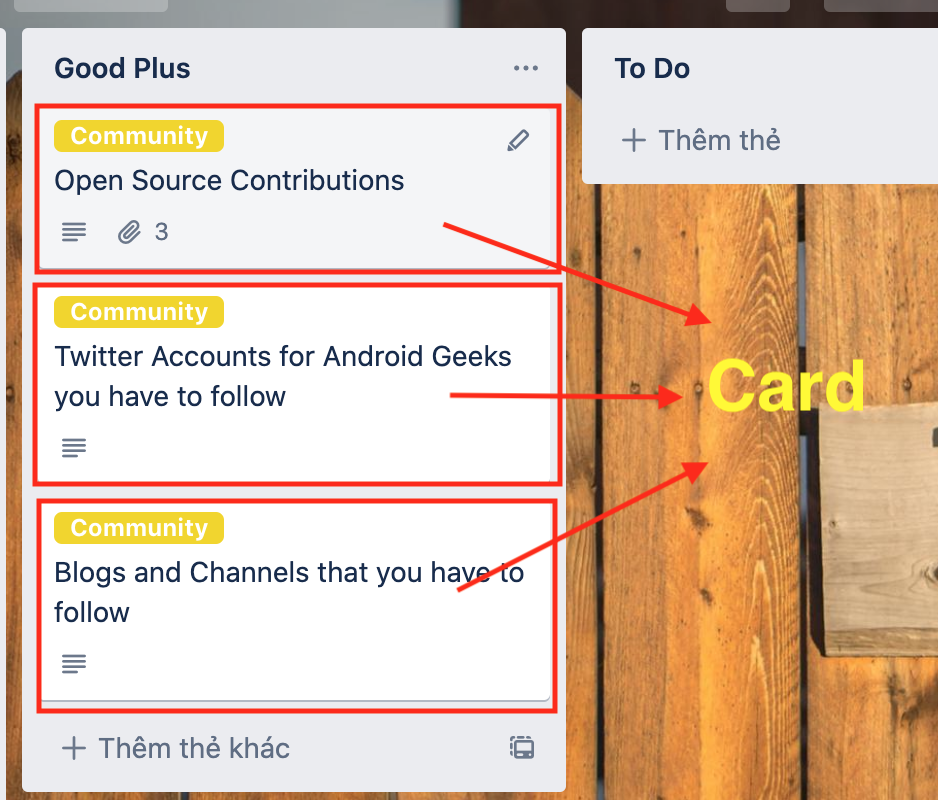 Good Plus
Community
Open Source Contributions
3
Community
Twitter Accounts for Android Geeks
you have to follow
Community
Blogs and Channels that you have to
follow
Thêm thẻ khác
To Do
Thêm thẻ
Card